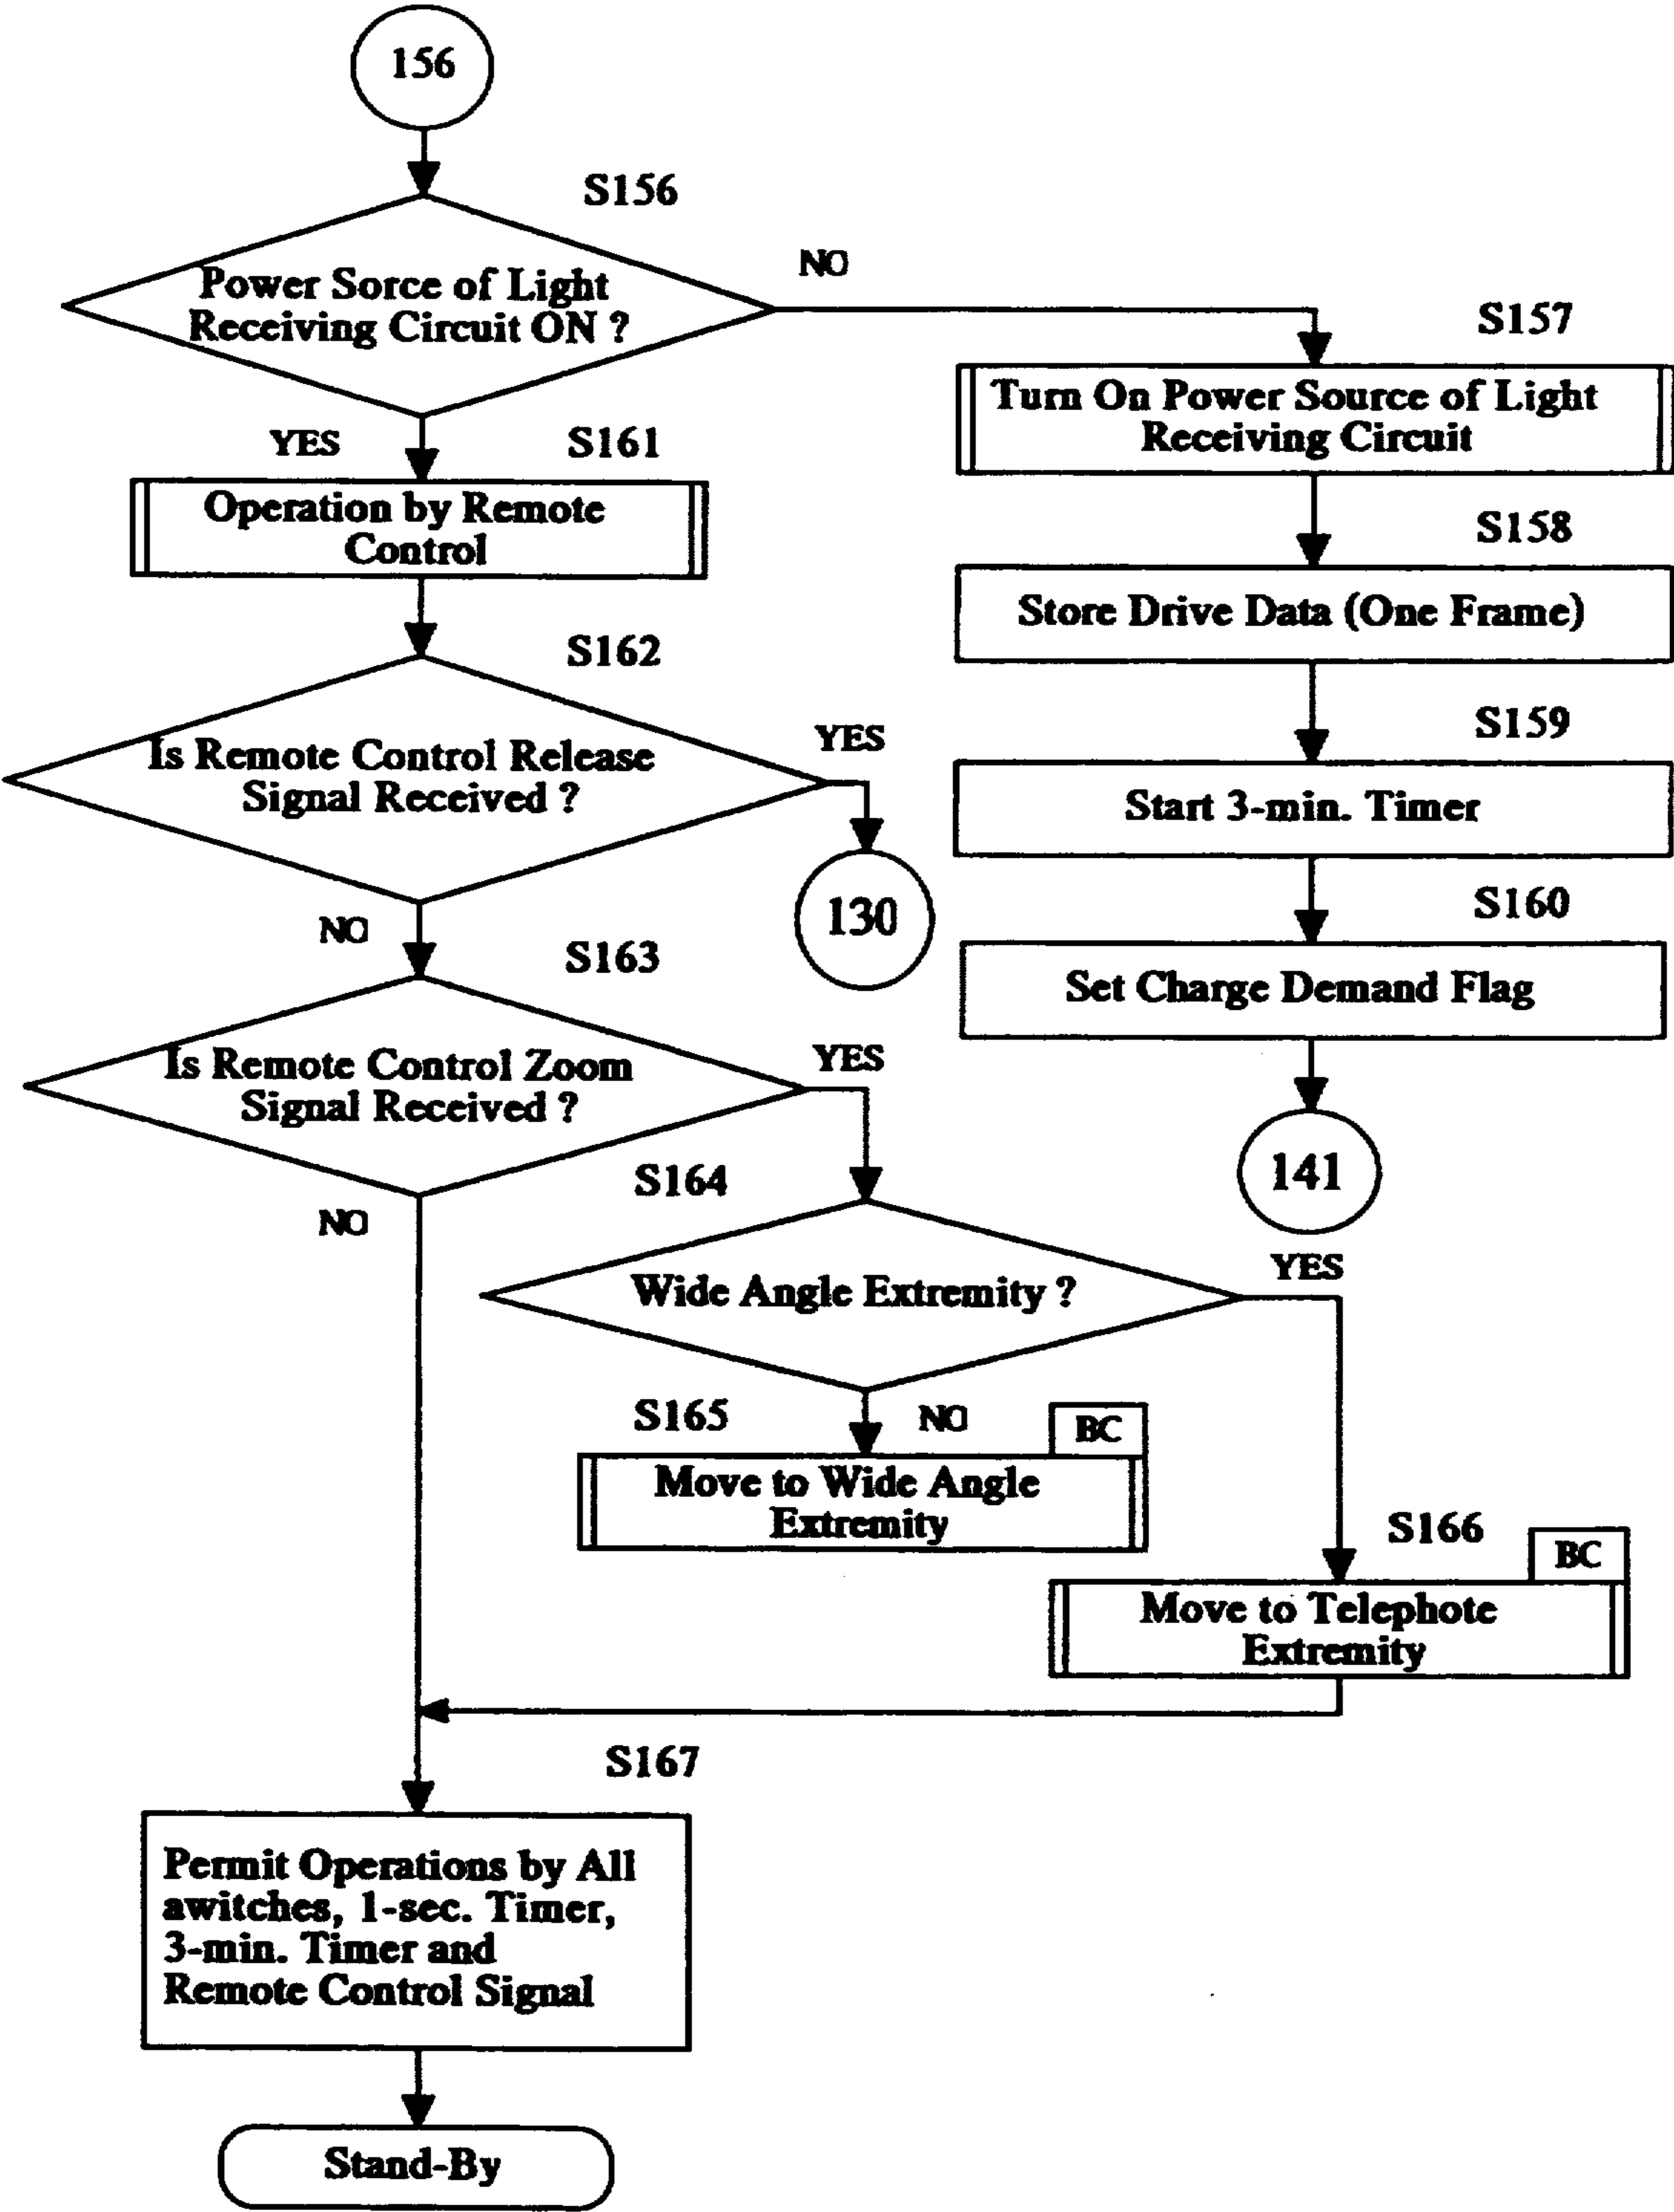 156
S156
Power Sorce of Light
Receiving Circuit ON ?
NO
S157
Turn On Power Source of Light
Receiving Circuit
YES
S161
Operation by Remote
Control
S158
Store Drive Data (One Frame)
S162
Is Remote Control Release
Signal Received ?
YES
130
S159
Start 3-min. Timer
S160
Set Charge Demand Flag
141
NO
S163
Is Remote Control Zoom
Signal Received ?
YES
NO
S164
Wide Angle Extremity ?
YES
S165
NO
BC
Move to Wide Angle
Extremity
S166
BC
Move to Telephote
Extremity
S167
Permit Operations by All
awitches, 1-sec. Timer,
3-min. Timer and
Remote Control Signal
Stand-By